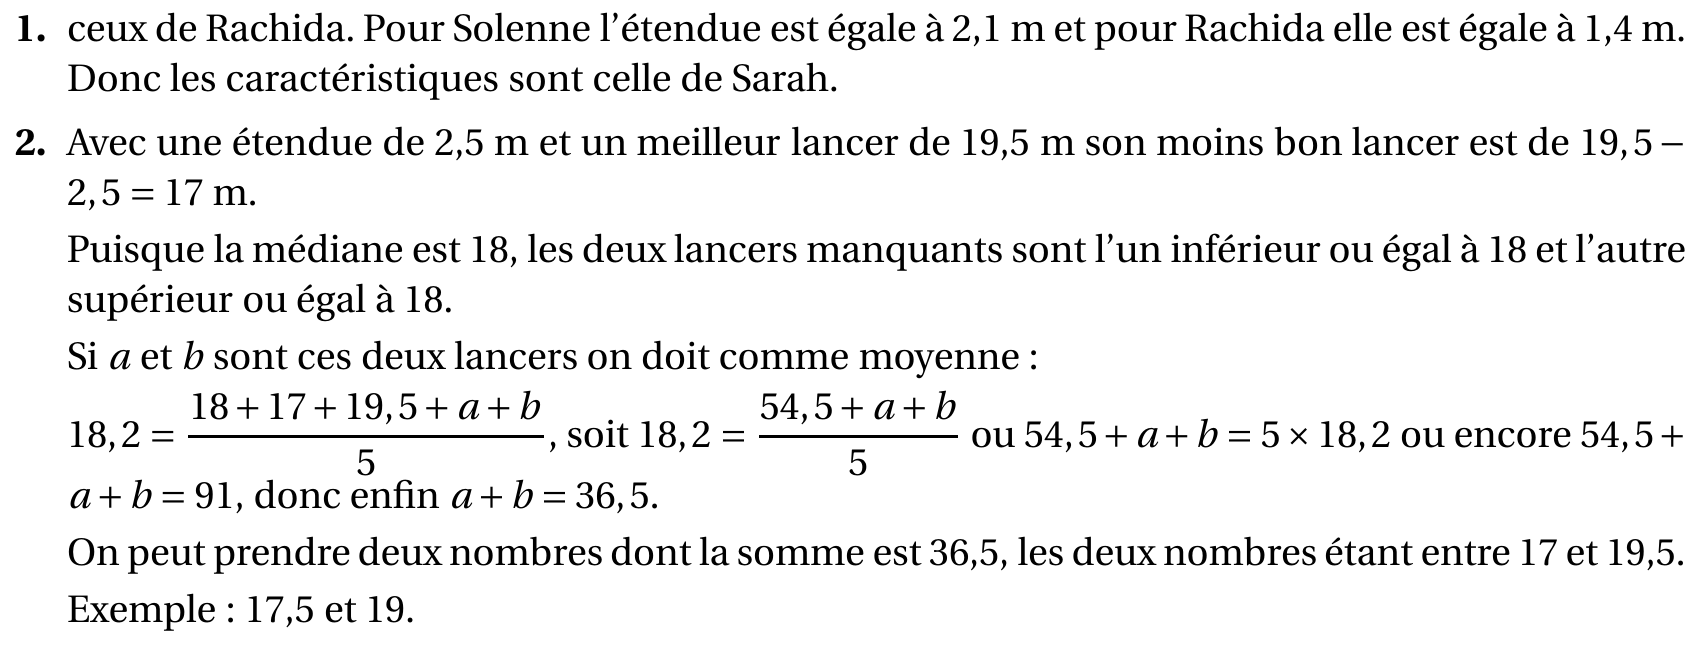 1. ceux de Rachida. Pour Solenne l'étendue est égale à 2,1 m et pour Rachida elle est égale à 1,4 m.
Donc les caractéristiques sont celle de Sarah.
2. Avec une étendue de 2,5 m et un meilleur lancer de 19,5 m son moins bon lancer est de 19,5 −
2,5 = 17 m.
Puisque la médiane est 18, les deux lancers manquants sont l'un inférieur ou égal à 18 et l'autre
supérieur ou égal à 18.
Si a et b sont ces deux lancers on doit comme moyenne :
18,2 = (18 + 17 + 19,5 + a + b)/5, soit 18,2 = (54,5 + a + b)/5 ou 54,5 + a + b = 5 × 18,2 ou encore 54,5 +
a + b = 91, donc enfin a + b = 36,5.
On peut prendre deux nombres dont la somme est 36,5, les deux nombres étant entre 17 et 19,5.
Exemple : 17,5 et 19.